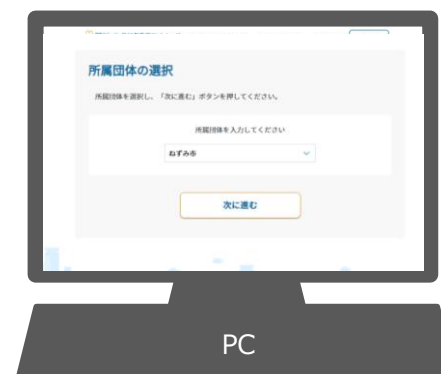 所属団体の選択
所属団体を選択し、「次に進む」ボタンを押してください。
所属団体を入力してください
ねずみ市
次に進む
PC